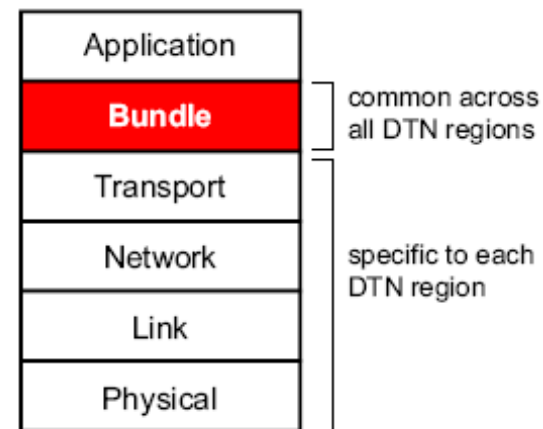 Application
Bundle
common across
all DTN regions
Transport
Network
specific to each
DTN region
Link
Physical